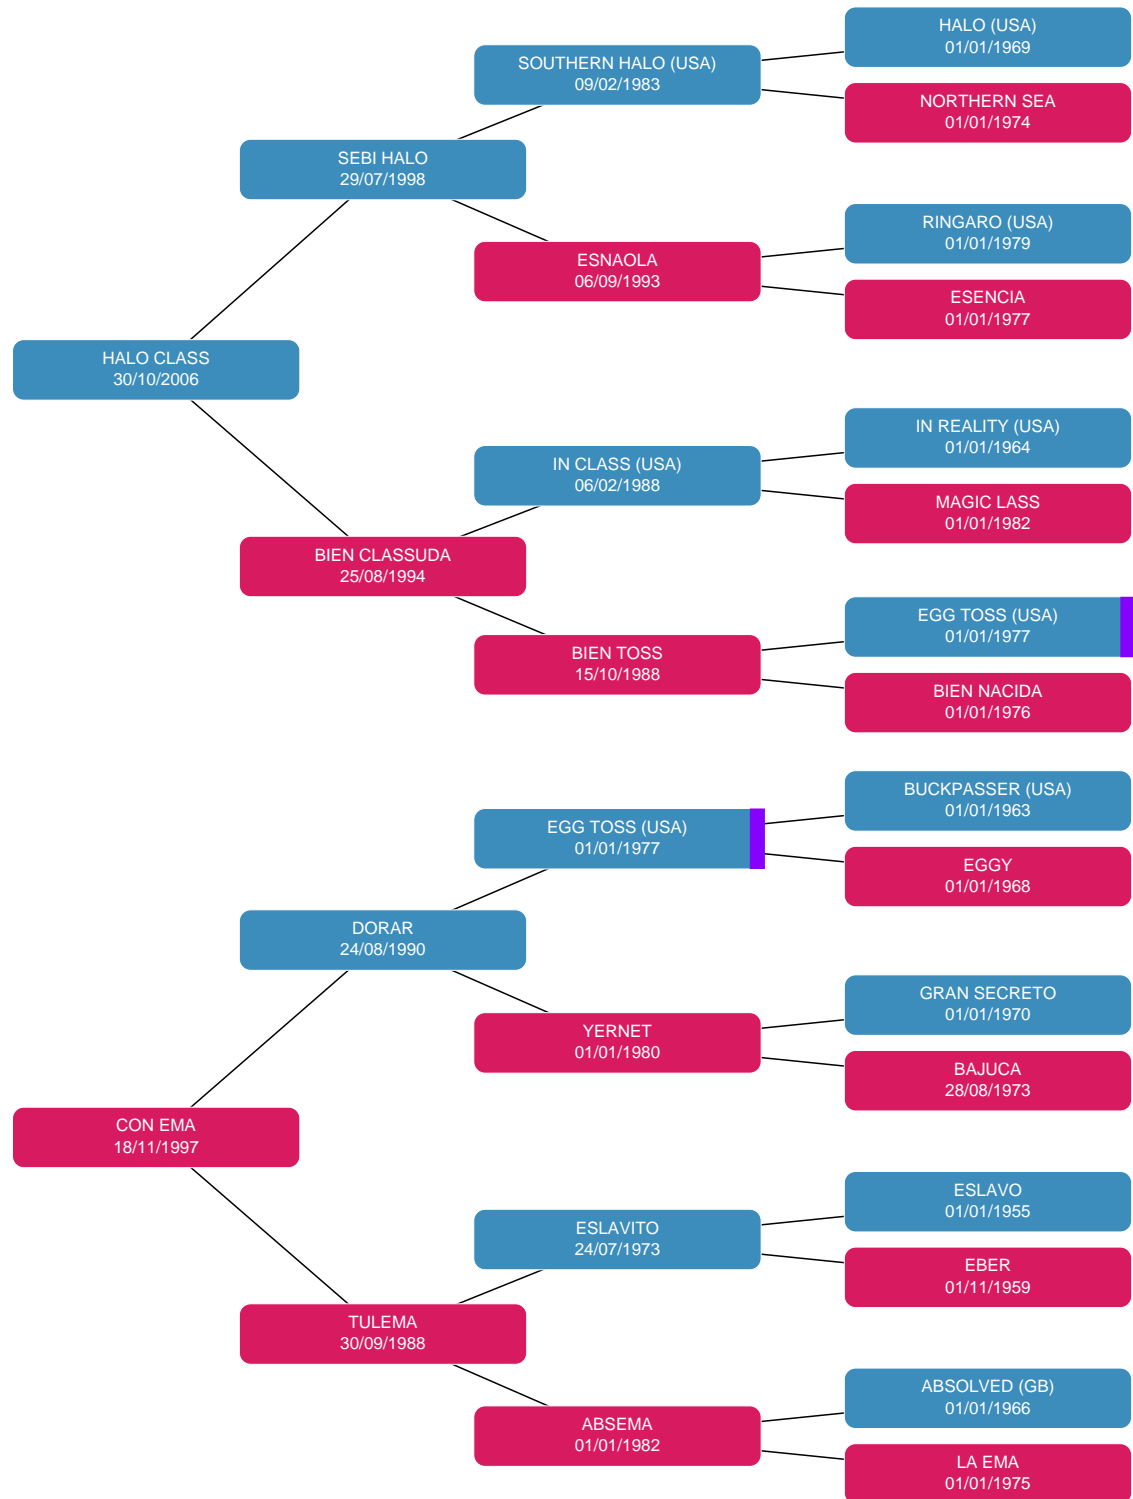 HALO (USA)
01/01/1969
SOUTHERN HALO (USA)
09/02/1983
NORTHERN SEA
01/01/1974
SEBI HALO
29/07/1998
RINGARO (USA)
01/01/1979
ESNAOLA
06/09/1993
ESENCIA
01/01/1977
HALO CLASS
30/10/2006
IN REALITY (USA)
01/01/1964
IN CLASS (USA)
06/02/1988
MAGIC LASS
01/01/1982
BIEN CLASSUDA
25/08/1994
EGG TOSS (USA)
01/01/1977
BIEN TOSS
15/10/1988
BIEN NACIDA
01/01/1976
BUCKPASSER (USA)
01/01/1963
EGG TOSS (USA)
01/01/1977
EGGY
01/01/1968
DORAR
24/08/1990
GRAN SECRETO
01/01/1970
YERNET
01/01/1980
BAJUCA
28/08/1973
CON EMA
18/11/1997
ESLAVO
01/01/1955
ESLAVITO
24/07/1973
EBER
01/11/1959
TULEMA
30/09/1988
ABSOLVED (GB)
01/01/1966
ABSEMA
01/01/1982
LA EMA
01/01/1975